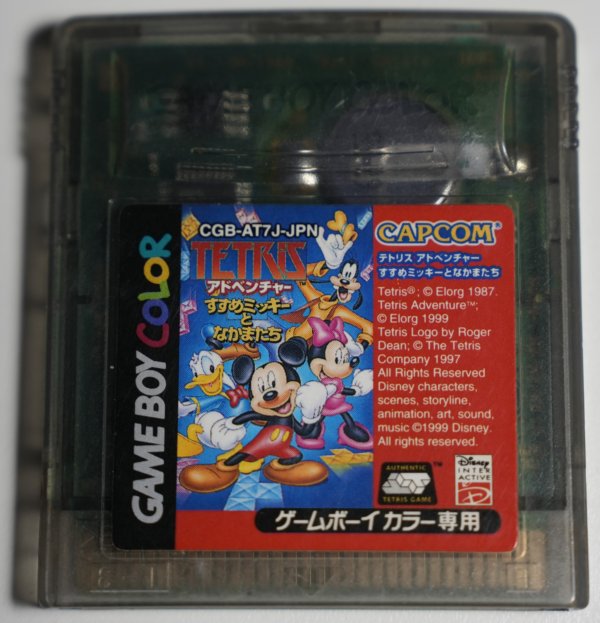 GAME BOY COLOR
CGB-AT7J-JPN
TETRIS™
アドベンチャー
すすめミッキー
と
なかまたち
CAPCOM®
テトリス アドベンチャー
すすめミッキーとなかまたち
Tetris®; © Elorg 1987.
Tetris Adventure™;
© Elorg 1999
Tetris Logo by Roger
Dean; © The Tetris
Company 1997
All Rights Reserved
Disney characters,
scenes, storyline,
animation, art, sound,
music ©1999 Disney.
All rights reserved.
AUTHENTIC ™
TETRIS GAME
Disney
INTER
ACTIVE
D
ゲームボーイカラー専用